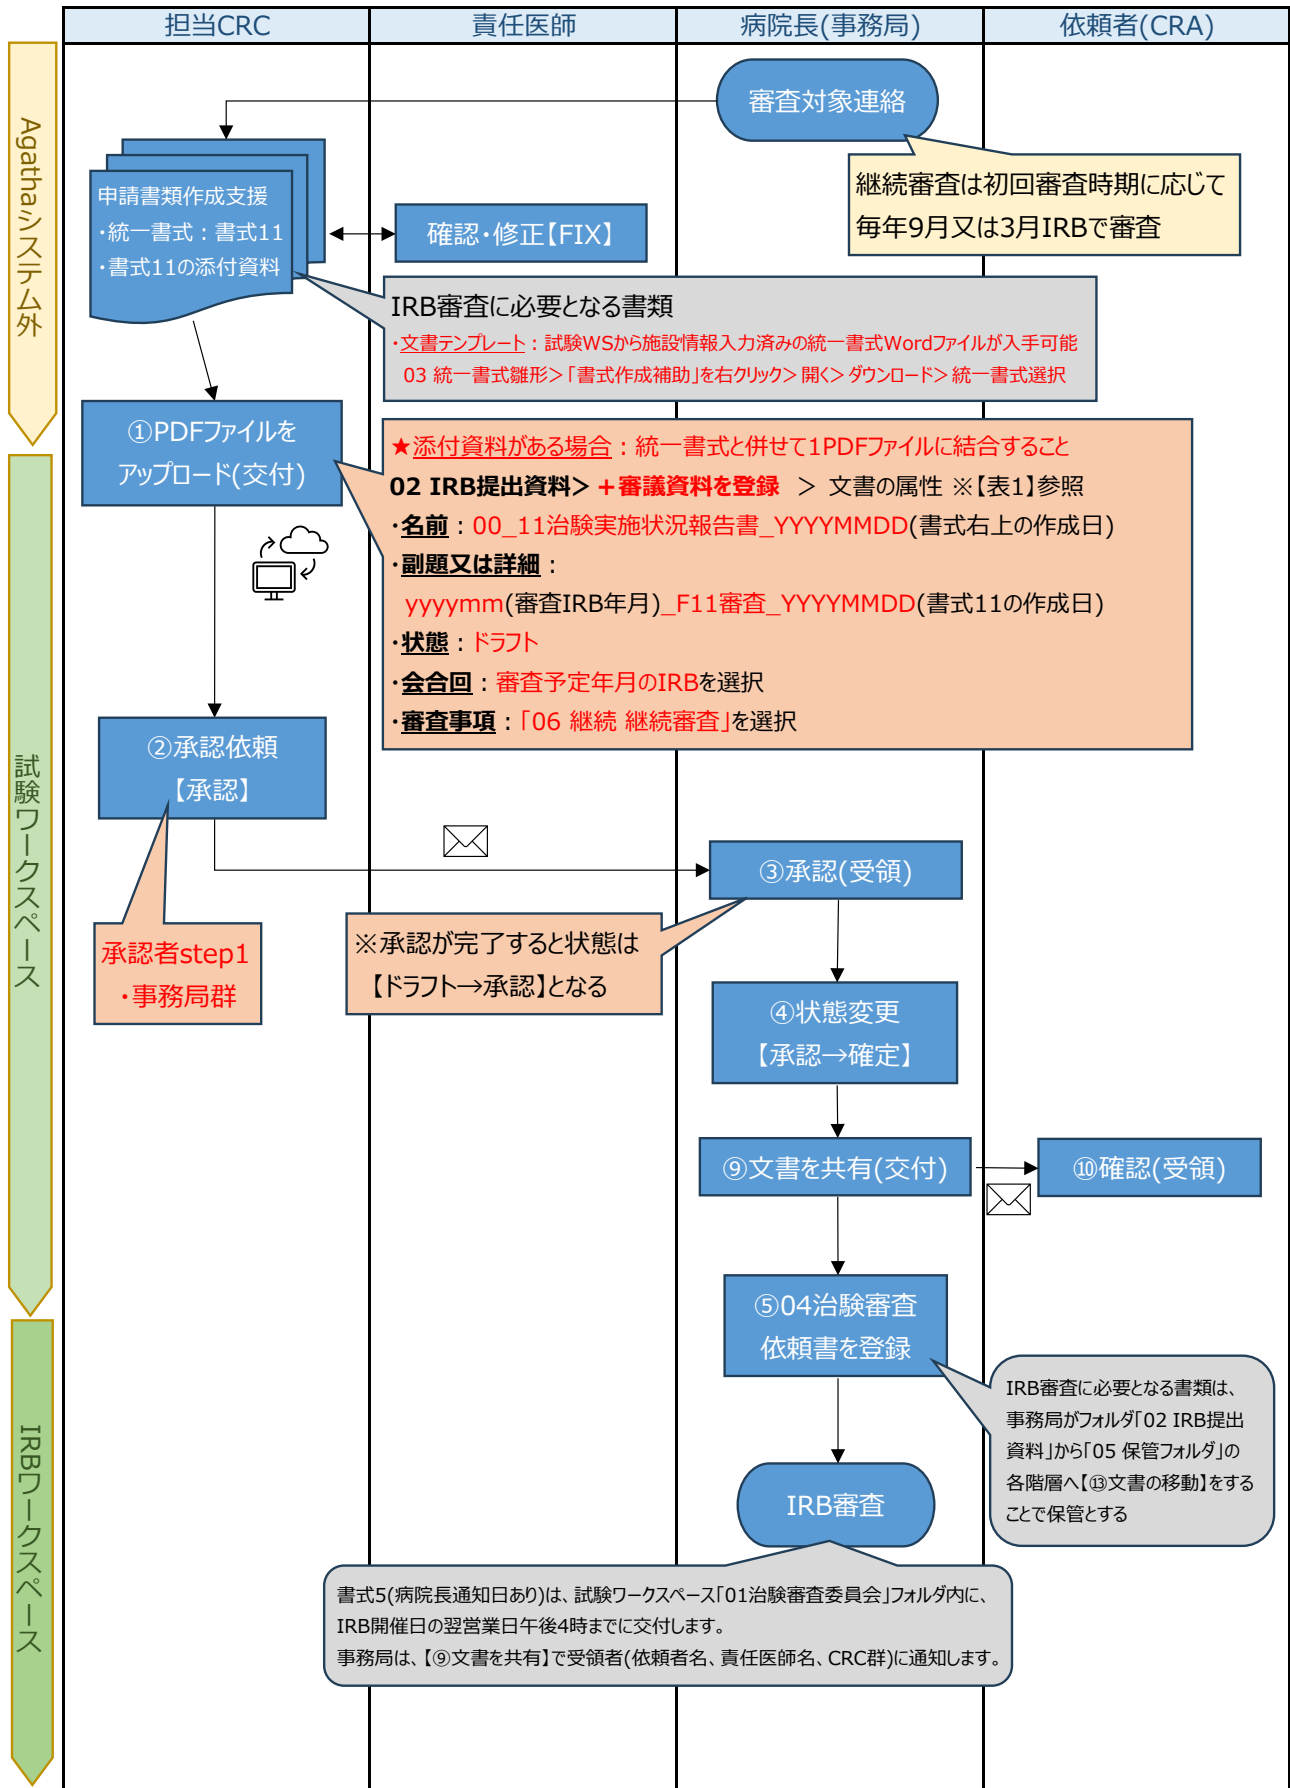 担当CRC
責任医師
病院長(事務局)
依頼者(CRA)
Agathaシステム外
審査対象連絡
継続審査は初回審査時期に応じて
毎年9月又は3月IRBで審査
申請書類作成支援
・統一書式：書式11
・書式11の添付資料
確認・修正【FIX】
IRB審査に必要となる書類
・文書テンプレート：試験WSから施設情報入力済みの統一書式Wordファイルが入手可能
03 統一書式雛形＞「書式作成補助」を右クリック＞開く＞ダウンロード＞統一書式選択
①PDFファイルを
アップロード(交付)
★添付資料がある場合：統一書式と併せて1PDFファイルに結合すること
02 IRB提出資料＞＋審議資料を登録 ＞ 文書の属性 ※【表1】参照
・名前：00_11治験実施状況報告書_YYYYMMDD(書式右上の作成日)
・副題又は詳細：
yyyymm(審査IRB年月)_F11審査_YYYYMMDD(書式11の作成日)
・状態：ドラフト
・会合回：審査予定年月のIRBを選択
・審査事項：「06 継続 継続審査」を選択
試験ワークスペース
②承認依頼
【承認】
承認者step1
・事務局群
③承認(受領)
※承認が完了すると状態は
【ドラフト→承認】となる
④状態変更
【承認→確定】
⑨文書を共有(交付)
⑩確認(受領)
⑤04治験審査
依頼書を登録
IRB審査に必要となる書類は、
事務局がフォルダ「02 IRB提出
資料」から「05 保管フォルダ」の
各階層へ【⑬文書の移動】をする
ことで保管とする
IRBワークスペース
IRB審査
書式5(病院長通知日あり)は、試験ワークスペース「01治験審査委員会」フォルダ内に、
IRB開催日の翌営業日午後4時までに交付します。
事務局は、【⑨文書を共有】で受領者(依頼者名、責任医師名、CRC群)に通知します。